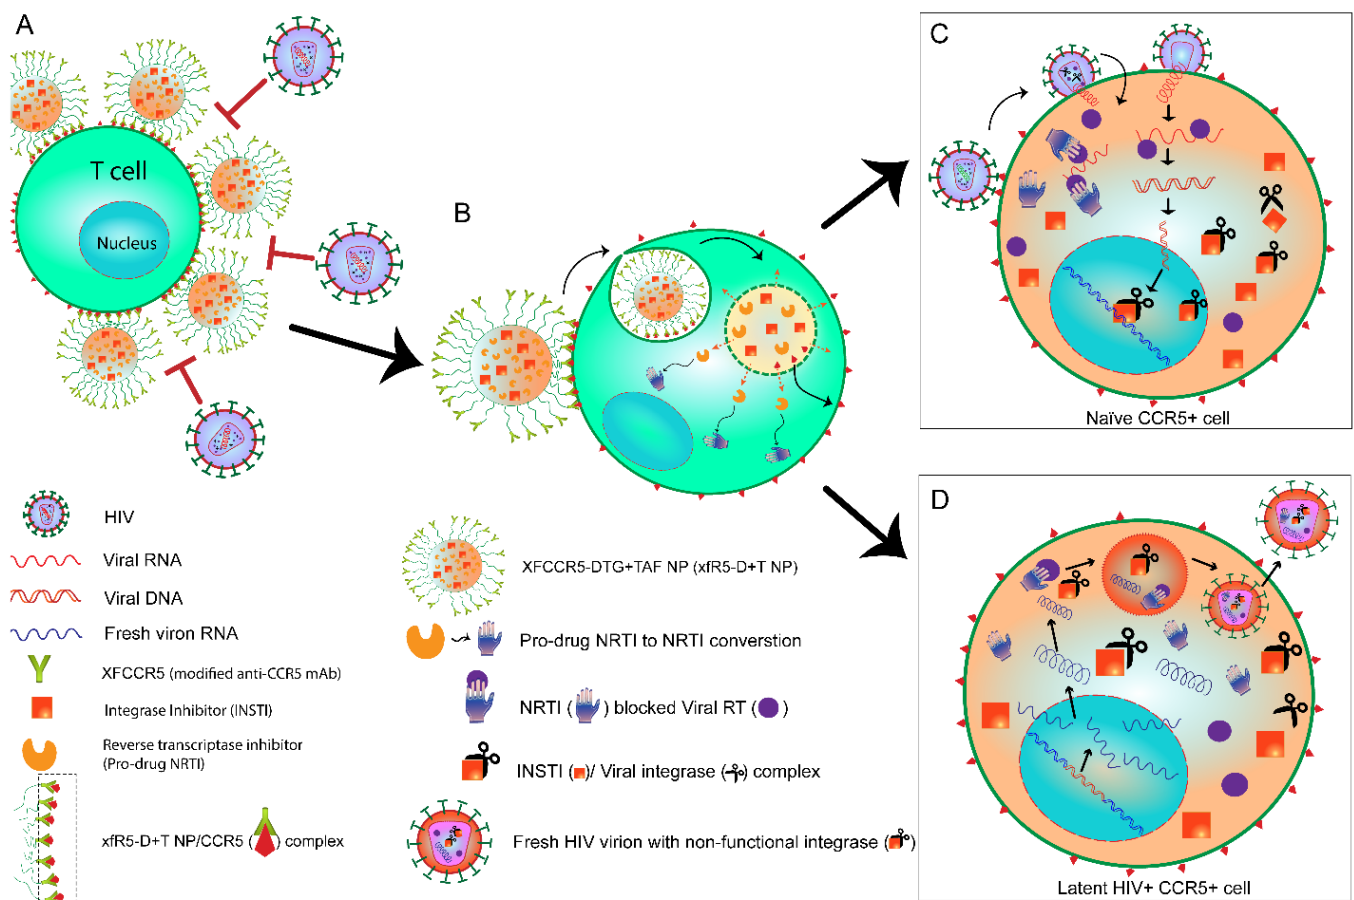 A
T cell
Nucleus
B
C
Naïve CCR5+ cell
D
Latent HIV+ CCR5+ cell
HIV
Viral RNA
Viral DNA
Fresh viron RNA
XFCCR5 (modified anti-CCR5 mAb)
Integrase Inhibitor (INSTI)
Reverse transcriptase inhibitor
(Pro-drug NRTI)
xfR5-D+T NP/CCR5 ( ) complex
XFCCR5-DTG+TAF NP (xfR5-D+T NP)
Pro-drug NRTI to NRTI converstion
NRTI ( ) blocked Viral RT ( )
INSTI ( )/ Viral integrase ( ) complex
Fresh HIV virion with non-functional integrase ( )